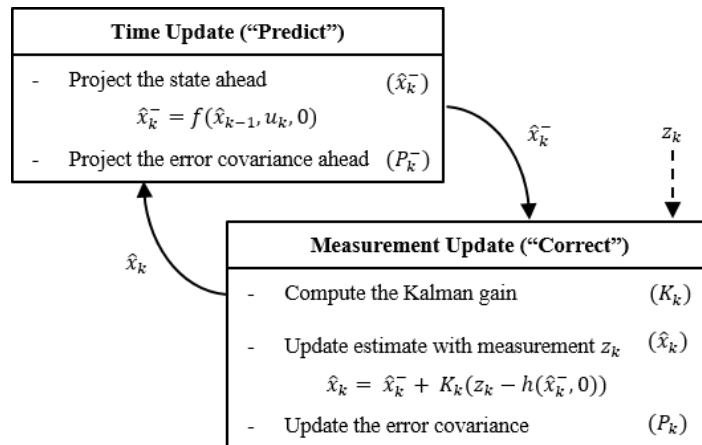 Time Update (“Predict”)
- Project the state ahead (x̂ₖ⁻)
x̂ₖ⁻ = f(x̂ₖ₋₁, uₖ, 0)
- Project the error covariance ahead (Pₖ⁻)
x̂ₖ⁻
zₖ
x̂ₖ
Measurement Update (“Correct”)
- Compute the Kalman gain (Kₖ)
- Update estimate with measurement zₖ (x̂ₖ)
x̂ₖ = x̂ₖ⁻ + Kₖ(zₖ − h(x̂ₖ⁻, 0))
- Update the error covariance (Pₖ)